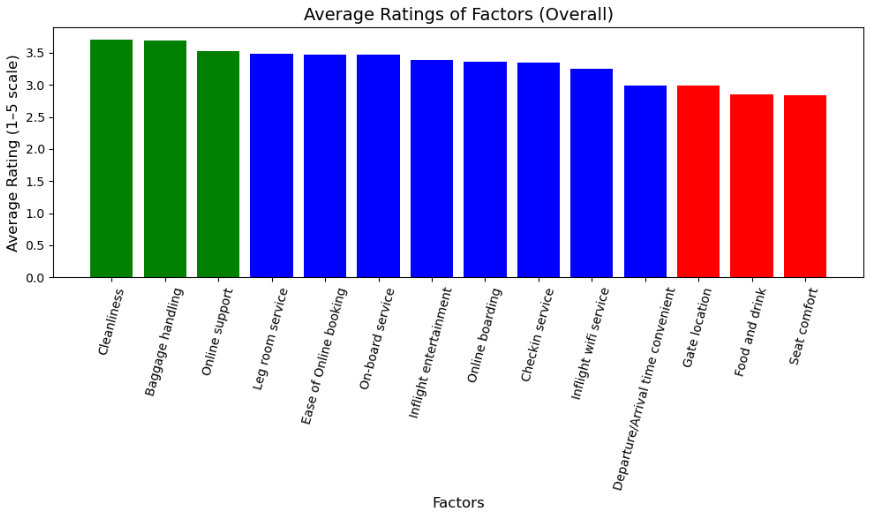 Average Ratings of Factors (Overall)
Average Rating (1–5 scale)
3.5
3.0
2.5
2.0
1.5
1.0
0.5
0.0
Cleanliness
Baggage handling
Online support
Leg room service
Ease of Online booking
On-board service
Inflight entertainment
Online boarding
Checkin service
Inflight wifi service
Departure/Arrival time convenient
Gate location
Food and drink
Seat comfort
Factors